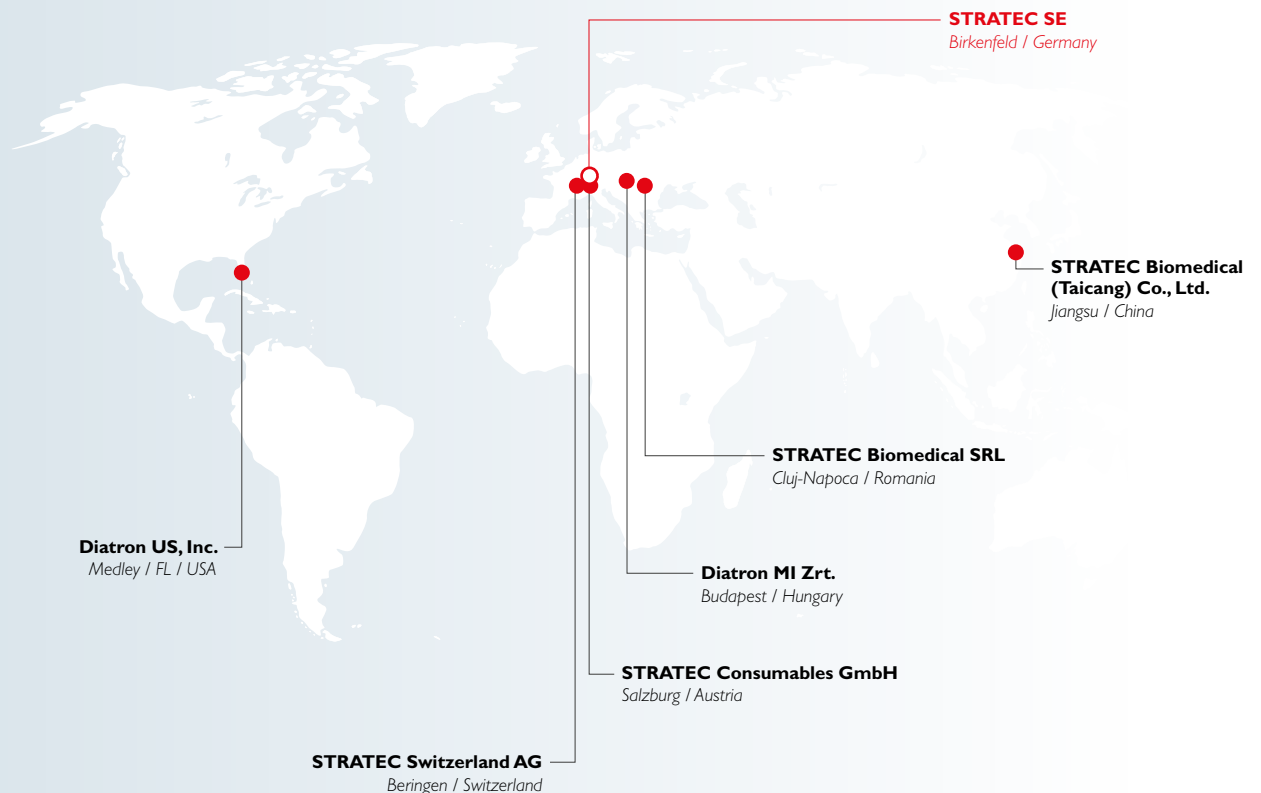 STRATEC SE
Birkenfeld / Germany
STRATEC Biomedical
(Taicang) Co., Ltd.
Jiangsu / China
STRATEC Biomedical SRL
Cluj-Napoca / Romania
Diatron US, Inc.
Medley / FL / USA
Diatron MI Zrt.
Budapest / Hungary
STRATEC Consumables GmbH
Salzburg / Austria
STRATEC Switzerland AG
Beringen / Switzerland